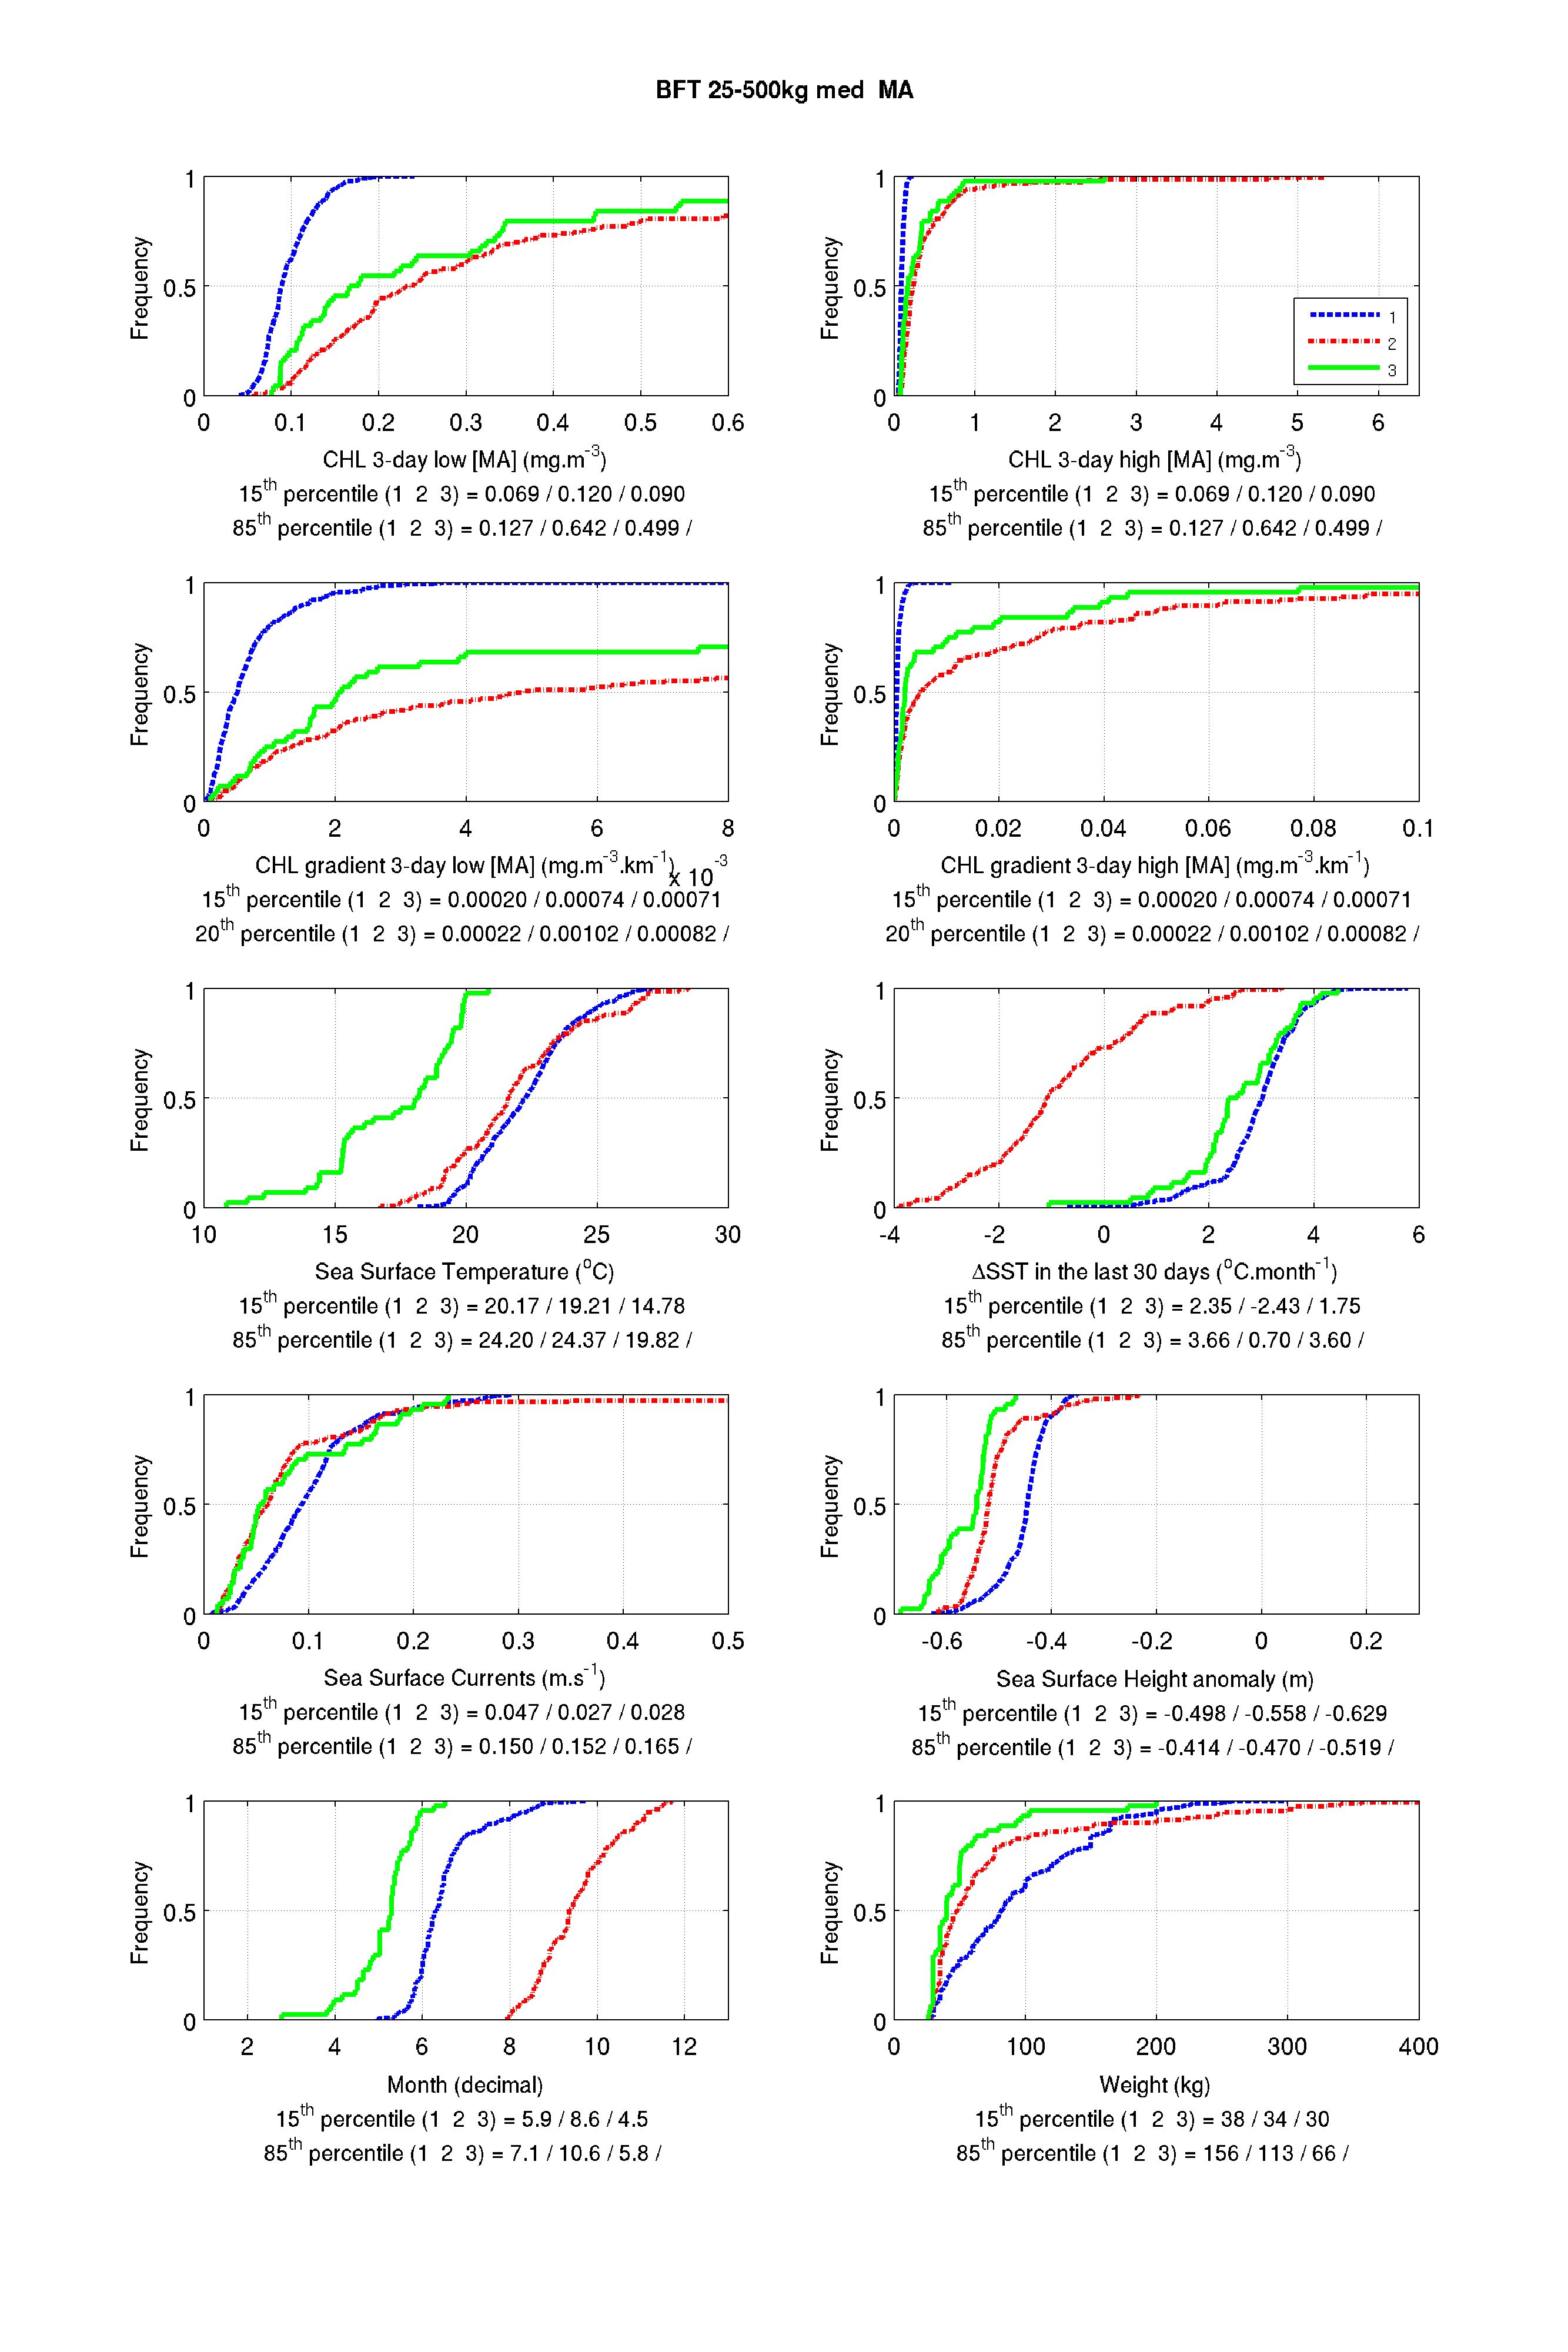 BFT 25-500kg med  MA
1
0.5
0
Frequency
0 0.1 0.2 0.3 0.4 0.5 0.6
CHL 3-day low [MA] (mg.m-3)
15th percentile (1  2  3) = 0.069 / 0.120 / 0.090
85th percentile (1  2  3) = 0.127 / 0.642 / 0.499 /
1
0.5
0
Frequency
1
2
3
0 1 2 3 4 5 6
CHL 3-day high [MA] (mg.m-3)
15th percentile (1  2  3) = 0.069 / 0.120 / 0.090
85th percentile (1  2  3) = 0.127 / 0.642 / 0.499 /
1
0.5
0
Frequency
0 2 4 6 8
CHL gradient 3-day low [MA] (mg.m-3.km-1)
x 10-3
15th percentile (1  2  3) = 0.00020 / 0.00074 / 0.00071
20th percentile (1  2  3) = 0.00022 / 0.00102 / 0.00082 /
1
0.5
0
Frequency
0 0.02 0.04 0.06 0.08 0.1
CHL gradient 3-day high [MA] (mg.m-3.km-1)
15th percentile (1  2  3) = 0.00020 / 0.00074 / 0.00071
20th percentile (1  2  3) = 0.00022 / 0.00102 / 0.00082 /
1
0.5
0
Frequency
10 15 20 25 30
Sea Surface Temperature (oC)
15th percentile (1  2  3) = 20.17 / 19.21 / 14.78
85th percentile (1  2  3) = 24.20 / 24.37 / 19.82 /
1
0.5
0
Frequency
-4 -2 0 2 4 6
ΔSST in the last 30 days (oC.month-1)
15th percentile (1  2  3) = 2.35 / -2.43 / 1.75
85th percentile (1  2  3) = 3.66 / 0.70 / 3.60 /
1
0.5
0
Frequency
0 0.1 0.2 0.3 0.4 0.5
Sea Surface Currents (m.s-1)
15th percentile (1  2  3) = 0.047 / 0.027 / 0.028
85th percentile (1  2  3) = 0.150 / 0.152 / 0.165 /
1
0.5
0
Frequency
-0.6 -0.4 -0.2 0 0.2
Sea Surface Height anomaly (m)
15th percentile (1  2  3) = -0.498 / -0.558 / -0.629
85th percentile (1  2  3) = -0.414 / -0.470 / -0.519 /
1
0.5
0
Frequency
2 4 6 8 10 12
Month (decimal)
15th percentile (1  2  3) = 5.9 / 8.6 / 4.5
85th percentile (1  2  3) = 7.1 / 10.6 / 5.8 /
1
0.5
0
Frequency
0 100 200 300 400
Weight (kg)
15th percentile (1  2  3) = 38 / 34 / 30
85th percentile (1  2  3) = 156 / 113 / 66 /